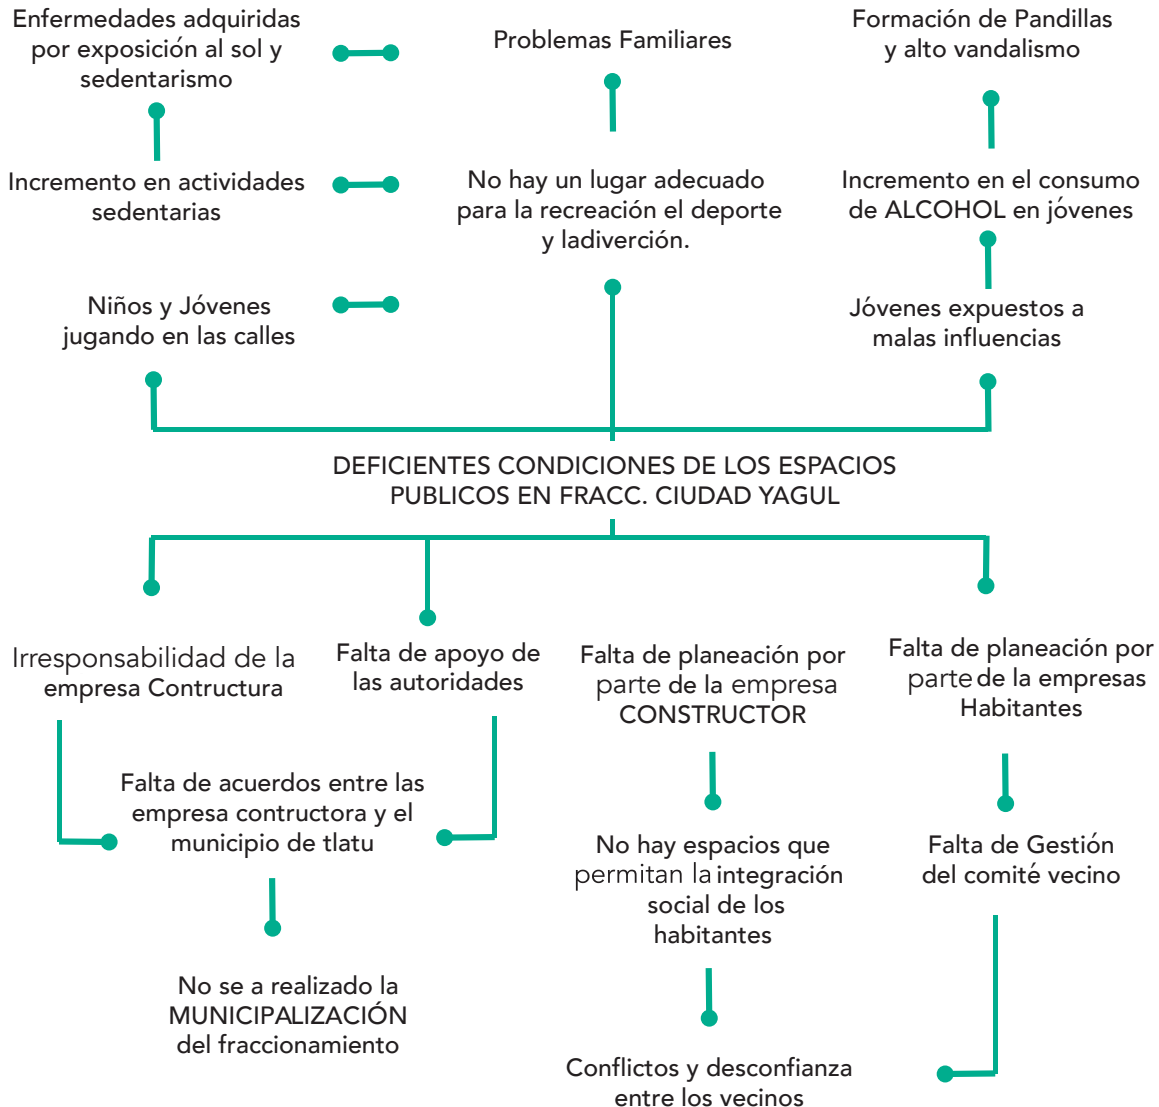 Enfermedades adquiridas
por exposición al sol y
sedentarismo
Problemas Familiares
Formación de Pandillas
y alto vandalismo
Incremento en actividades
sedentarias
No hay un lugar adecuado
para la recreación el deporte
y ladiverción.
Incremento en el consumo
de ALCOHOL en jóvenes
Niños y Jóvenes
jugando en las calles
Jóvenes expuestos a
malas influencias
DEFICIENTES CONDICIONES DE LOS ESPACIOS
PUBLICOS EN FRACC. CIUDAD YAGUL
Irresponsabilidad de la
empresa Contructura
Falta de apoyo de
las autoridades
Falta de planeación por
parte de la empresa
CONSTRUCTOR
Falta de planeación por
parte de la empresas
Habitantes
Falta de acuerdos entre las
empresa contructora y el
municipio de tlatu
No hay espacios que
permitan la integración
social de los
habitantes
Falta de Gestión
del comité vecino
No se a realizado la
MUNICIPALIZACIÓN
del fraccionamiento
Conflictos y desconfianza
entre los vecinos